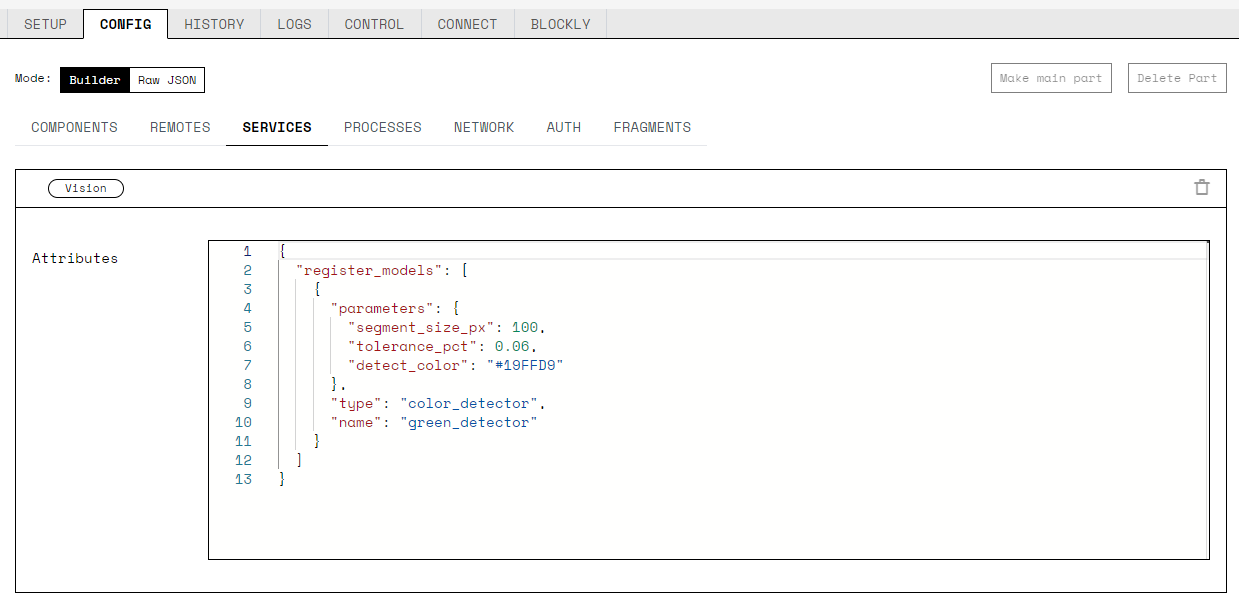 SETUP CONFIG HISTORY LOGS CONTROL CONNECT BLOCKLY
Mode: Builder Raw JSON Make main part Delete Part
COMPONENTS REMOTES SERVICES PROCESSES NETWORK AUTH FRAGMENTS
Vision
Attributes
1 {
2 "register_models": [
3 {
4 "parameters": {
5 "segment_size_px": 100,
6 "tolerance_pct": 0.06,
7 "detect_color": "#19FFD9"
8 },
9 "type": "color_detector",
10 "name": "green_detector"
11 }
12 ]
13 }